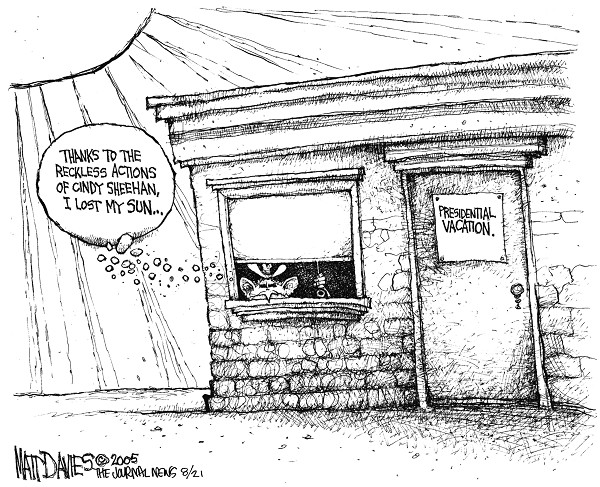 THANKS TO THE
RECKLESS ACTIONS
OF CINDY SHEEHAN,
I LOST MY SUN...
PRESIDENTIAL
VACATION.
MATT DAVIES © 2005
THE JOURNAL NEWS 8/21